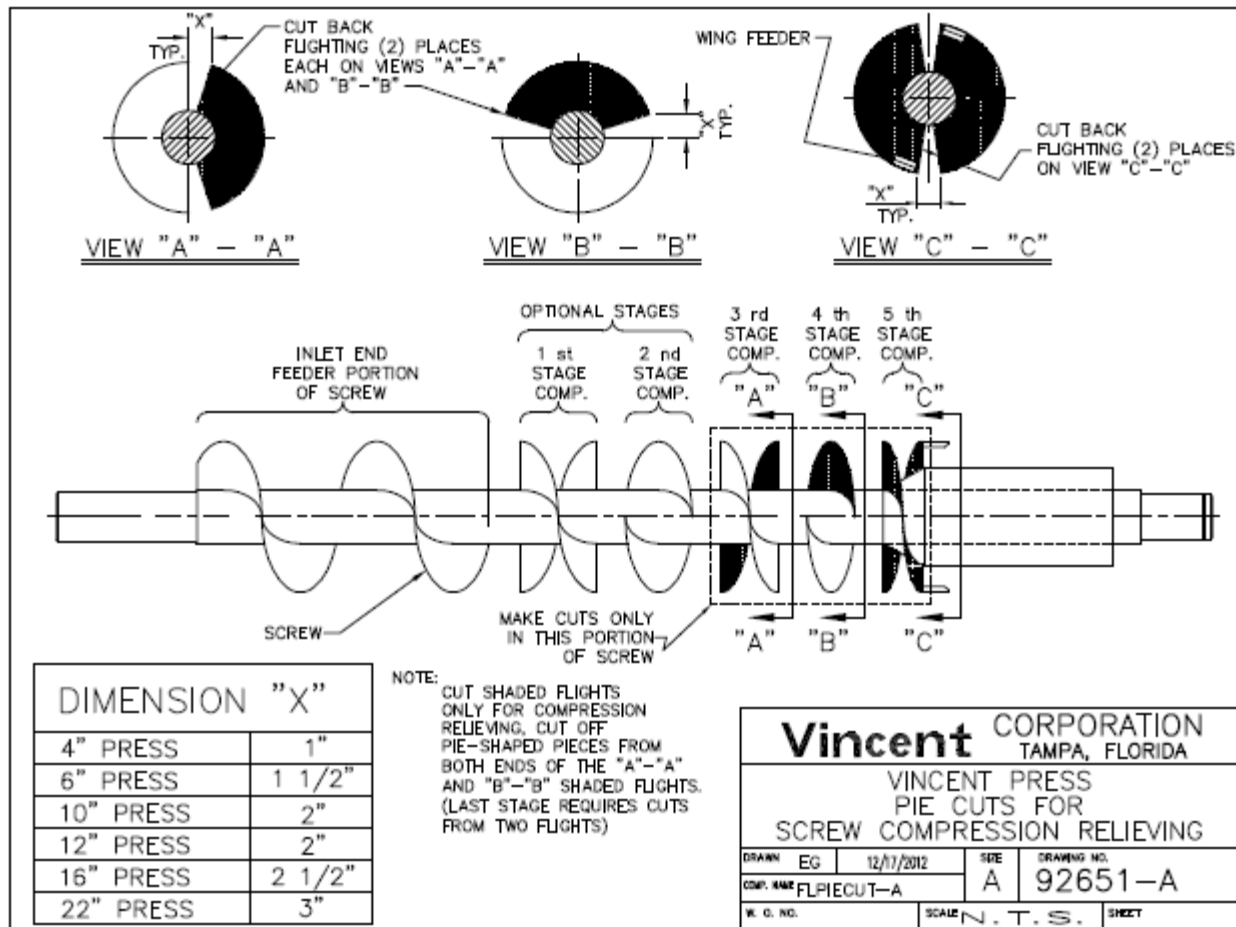 "X"
TYP.
CUT BACK
FLIGHTING (2) PLACES
EACH ON VIEWS "A"-"A"
AND "B"-"B"
VIEW "A" - "A"
"X"
TYP.
VIEW "B" - "B"
WING FEEDER
CUT BACK
FLIGHTING (2) PLACES
ON VIEW "C"-"C"
"X"
TYP.
VIEW "C" - "C"
INLET END
FEEDER PORTION
OF SCREW
OPTIONAL STAGES
1 st
STAGE
COMP.
2 nd
STAGE
COMP.
3 rd
STAGE
COMP.
4 th
STAGE
COMP.
5 th
STAGE
COMP.
"A"
"B"
"C"
SCREW
MAKE CUTS ONLY
IN THIS PORTION
OF SCREW
"A"
"B"
"C"
DIMENSION "X"
4" PRESS 1"
6" PRESS 1 1/2"
10" PRESS 2"
12" PRESS 2"
16" PRESS 2 1/2"
22" PRESS 3"
NOTE:
CUT SHADED FLIGHTS
ONLY FOR COMPRESSION
RELIEVING, CUT OFF
PIE-SHAPED PIECES FROM
BOTH ENDS OF THE "A"-"A"
AND "B"-"B" SHADED FLIGHTS.
(LAST STAGE REQUIRES CUTS
FROM TWO FLIGHTS)
Vincent CORPORATION
TAMPA, FLORIDA
VINCENT PRESS
PIE CUTS FOR
SCREW COMPRESSION RELIEVING
DRAWN EG 12/17/2012 SIZE A DRAWING NO. 92651-A
COMP. NAME FLPIECUT-A
W. O. NO. SCALE N.T.S. SHEET